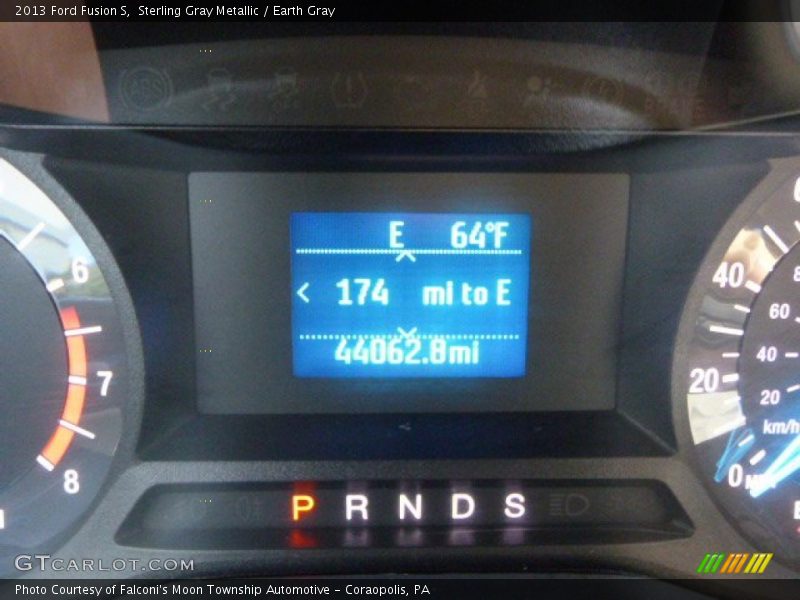 2013 Ford Fusion S, Sterling Gray Metallic / Earth Gray
ABS
E 64°F
< 174 mi to E
44062.8mi
6
7
8
40
20
0
60
40
20
km/h
P R N D S
GTCARLOT.COM
Photo Courtesy of Falconi's Moon Township Automotive - Coraopolis, PA